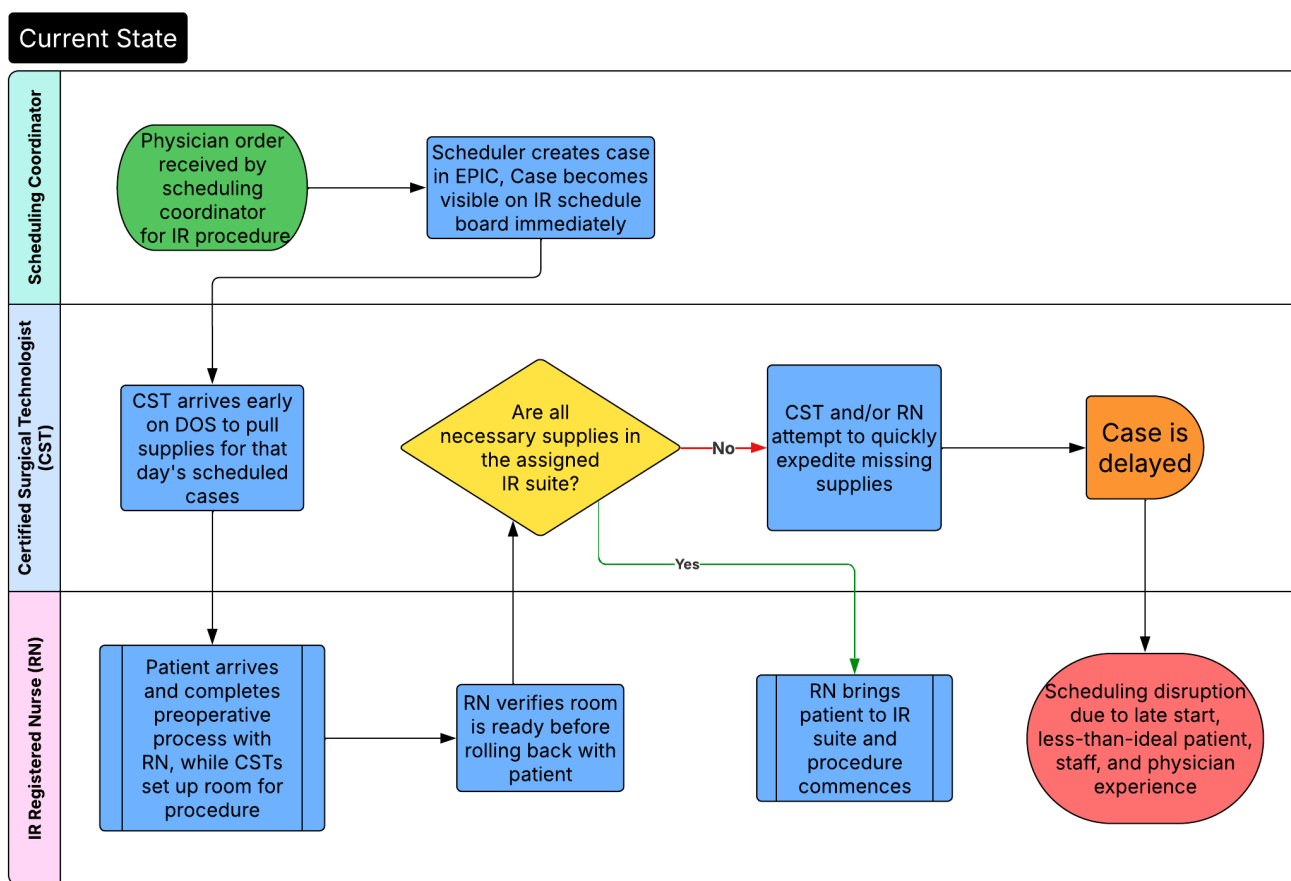 Current State
Scheduling Coordinator
Physician order
received by
scheduling
coordinator
for IR procedure
Scheduler creates case
in EPIC, Case becomes
visible on IR schedule
board immediately
Certified Surgical Technologist
(CST)
CST arrives early
on DOS to pull
supplies for that
day's scheduled
cases
Are all
necessary supplies in
the assigned
IR suite?
No
CST and/or RN
attempt to quickly
expedite missing
supplies
Case is
delayed
Yes
IR Registered Nurse (RN)
Patient arrives
and completes
preoperative
process with
RN, while CSTs
set up room for
procedure
RN verifies room
is ready before
rolling back with
patient
RN brings
patient to IR
suite and
procedure
commences
Scheduling disruption
due to late start,
less-than-ideal patient,
staff, and physician
experience